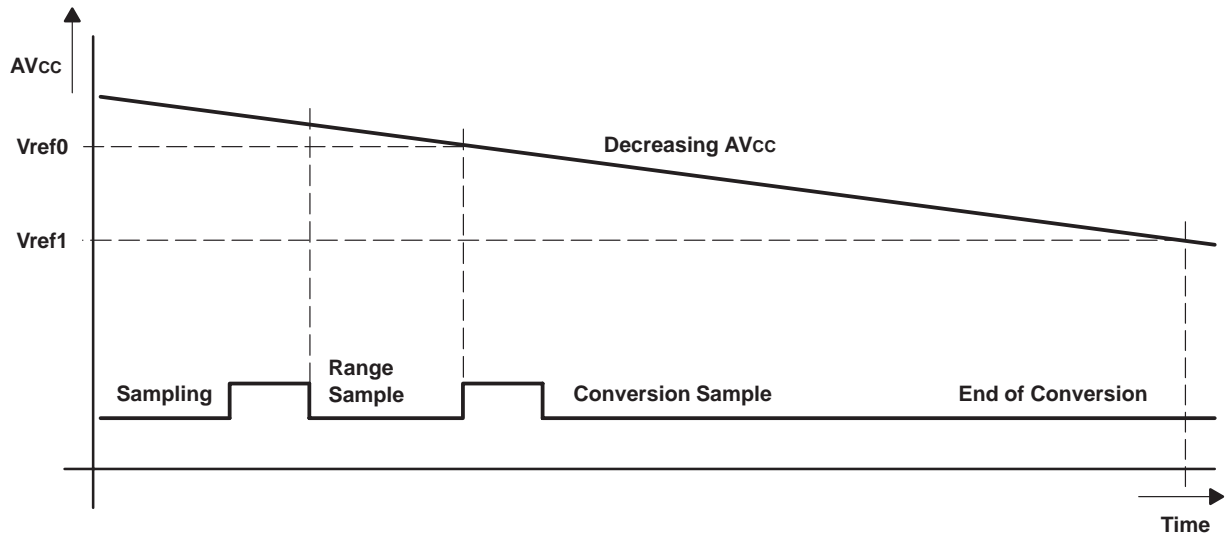 AVCC
Vref0
Decreasing AVCC
Vref1
Range
Sample
Sampling
Conversion Sample
End of Conversion
Time